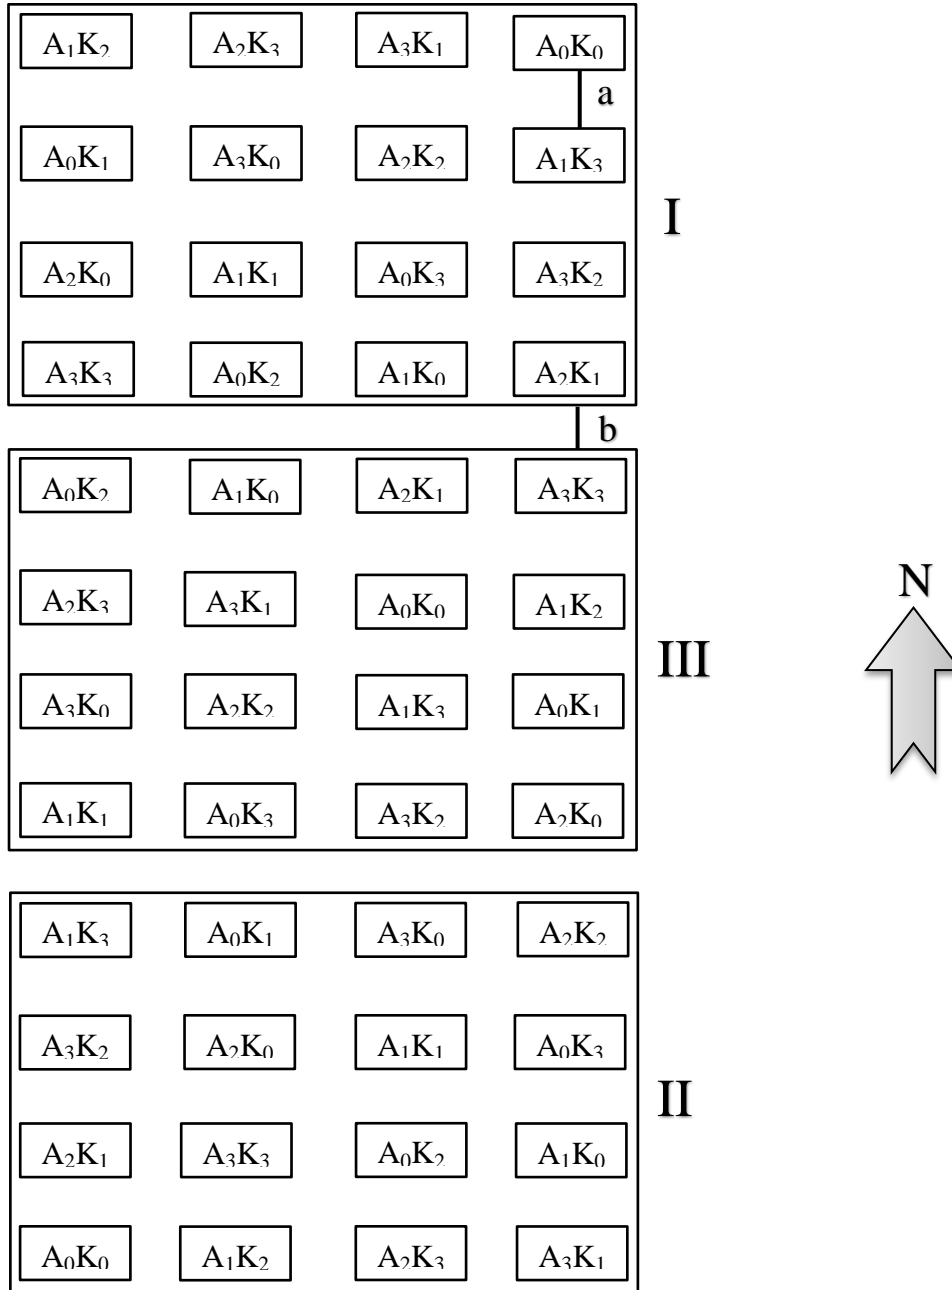 A₁K₂ A₂K₃ A₃K₁ A₀K₀
a
A₀K₁ A₃K₀ A₂K₂ A₁K₃
I
A₂K₀ A₁K₁ A₀K₃ A₃K₂
A₃K₃ A₀K₂ A₁K₀ A₂K₁
b
A₀K₂ A₁K₀ A₂K₁ A₃K₃
N
A₂K₃ A₃K₁ A₀K₀ A₁K₂
III
A₃K₀ A₂K₂ A₁K₃ A₀K₁
A₁K₁ A₀K₃ A₃K₂ A₂K₀
A₁K₃ A₀K₁ A₃K₀ A₂K₂
A₃K₂ A₂K₀ A₁K₁ A₀K₃
II
A₂K₁ A₃K₃ A₀K₂ A₁K₀
A₀K₀ A₁K₂ A₂K₃ A₃K₁